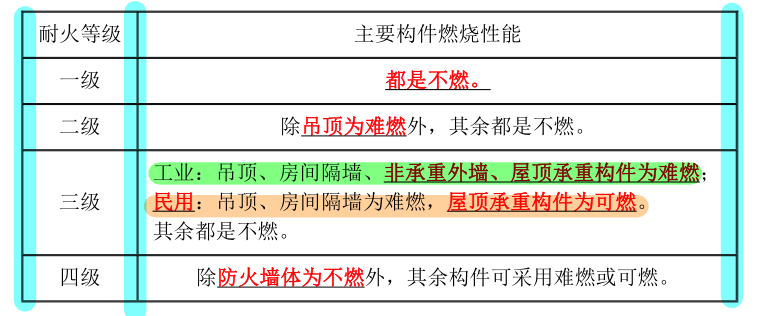 耐火等级 主要构件燃烧性能
一级 都是不燃。
二级 除吊顶为难燃外，其余都是不燃。
工业：吊顶、房间隔墙、非承重外墙、屋顶承重构件为难燃；
三级 民用：吊顶、房间隔墙为难燃，屋顶承重构件为可燃。
其余都是不燃。
四级 除防火墙体为不燃外，其余构件可采用难燃或可燃。